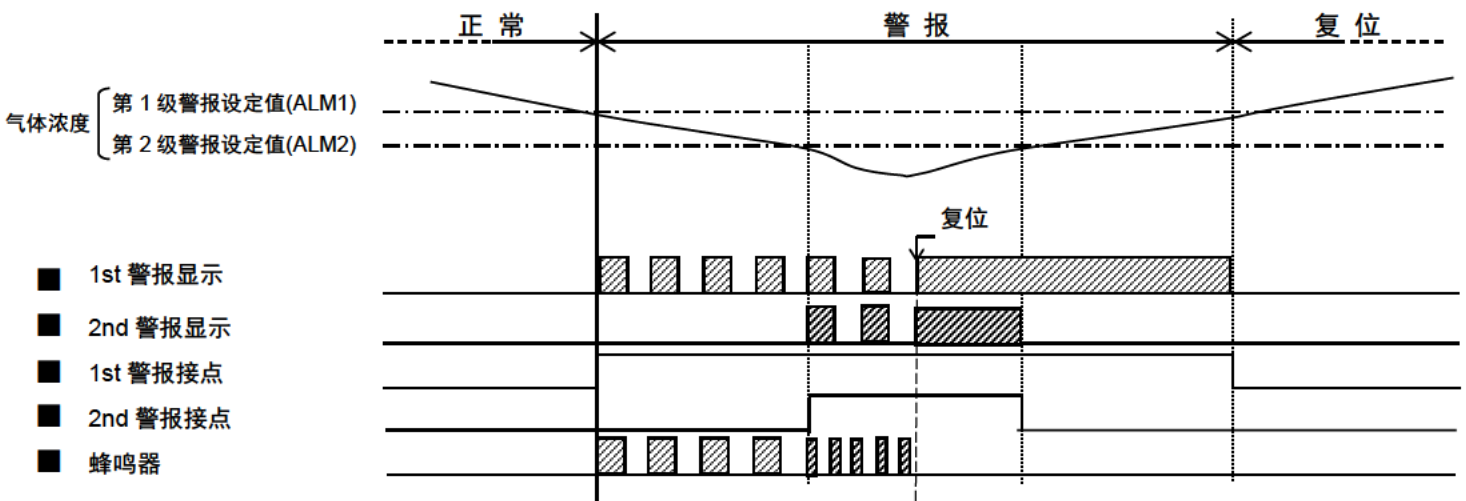 正常 警报 复位
第1级警报设定值(ALM1)
气体浓度
第2级警报设定值(ALM2)
复位
■ 1st 警报显示
■ 2nd 警报显示
■ 1st 警报接点
■ 2nd 警报接点
■ 蜂鸣器